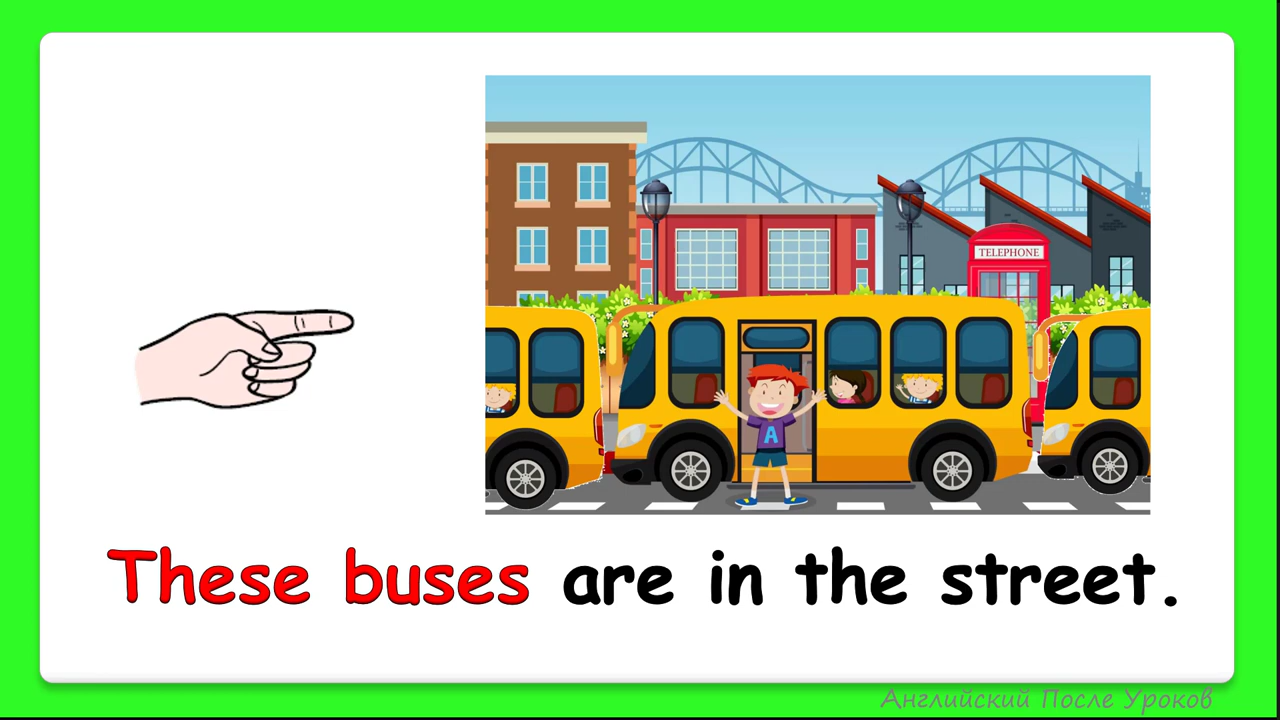 TELEPHONE
A
These buses are in the street.
Английский После Уроков